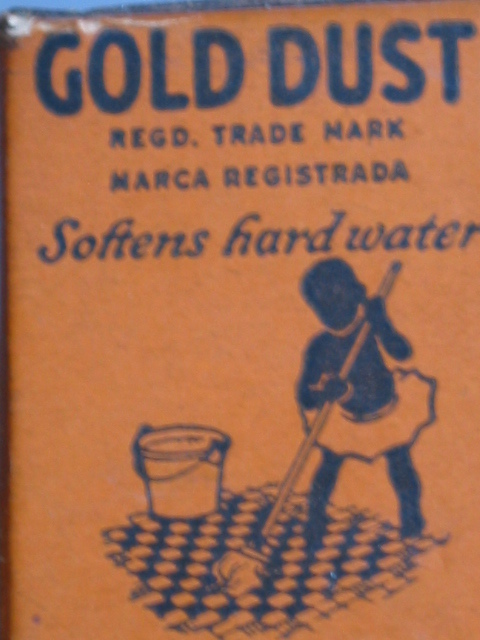 GOLD DUST
REGD. TRADE MARK
MARCA REGISTRADA
Softens hard water